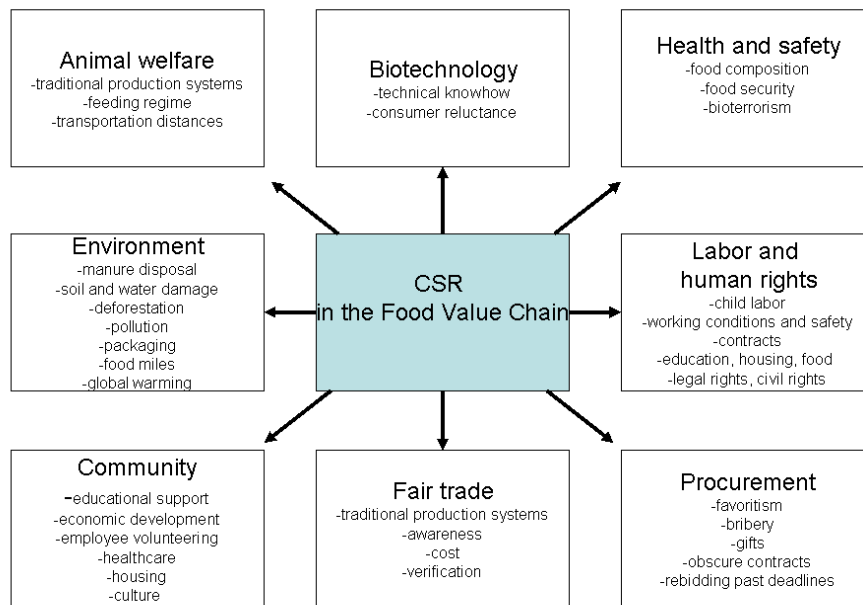 Animal welfare
-traditional production systems
-feeding regime
-transportation distances
Biotechnology
-technical knowhow
-consumer reluctance
Health and safety
-food composition
-food security
-bioterrorism
Environment
-manure disposal
-soil and water damage
-deforestation
-pollution
-packaging
-food miles
-global warming
CSR
in the Food Value Chain
Labor and
human rights
-child labor
-working conditions and safety
-contracts
-education, housing, food
-legal rights, civil rights
Community
-educational support
-economic development
-employee volunteering
-healthcare
-housing
-culture
Fair trade
-traditional production systems
-awareness
-cost
-verification
Procurement
-favoritism
-bribery
-gifts
-obscure contracts
-rebidding past deadlines